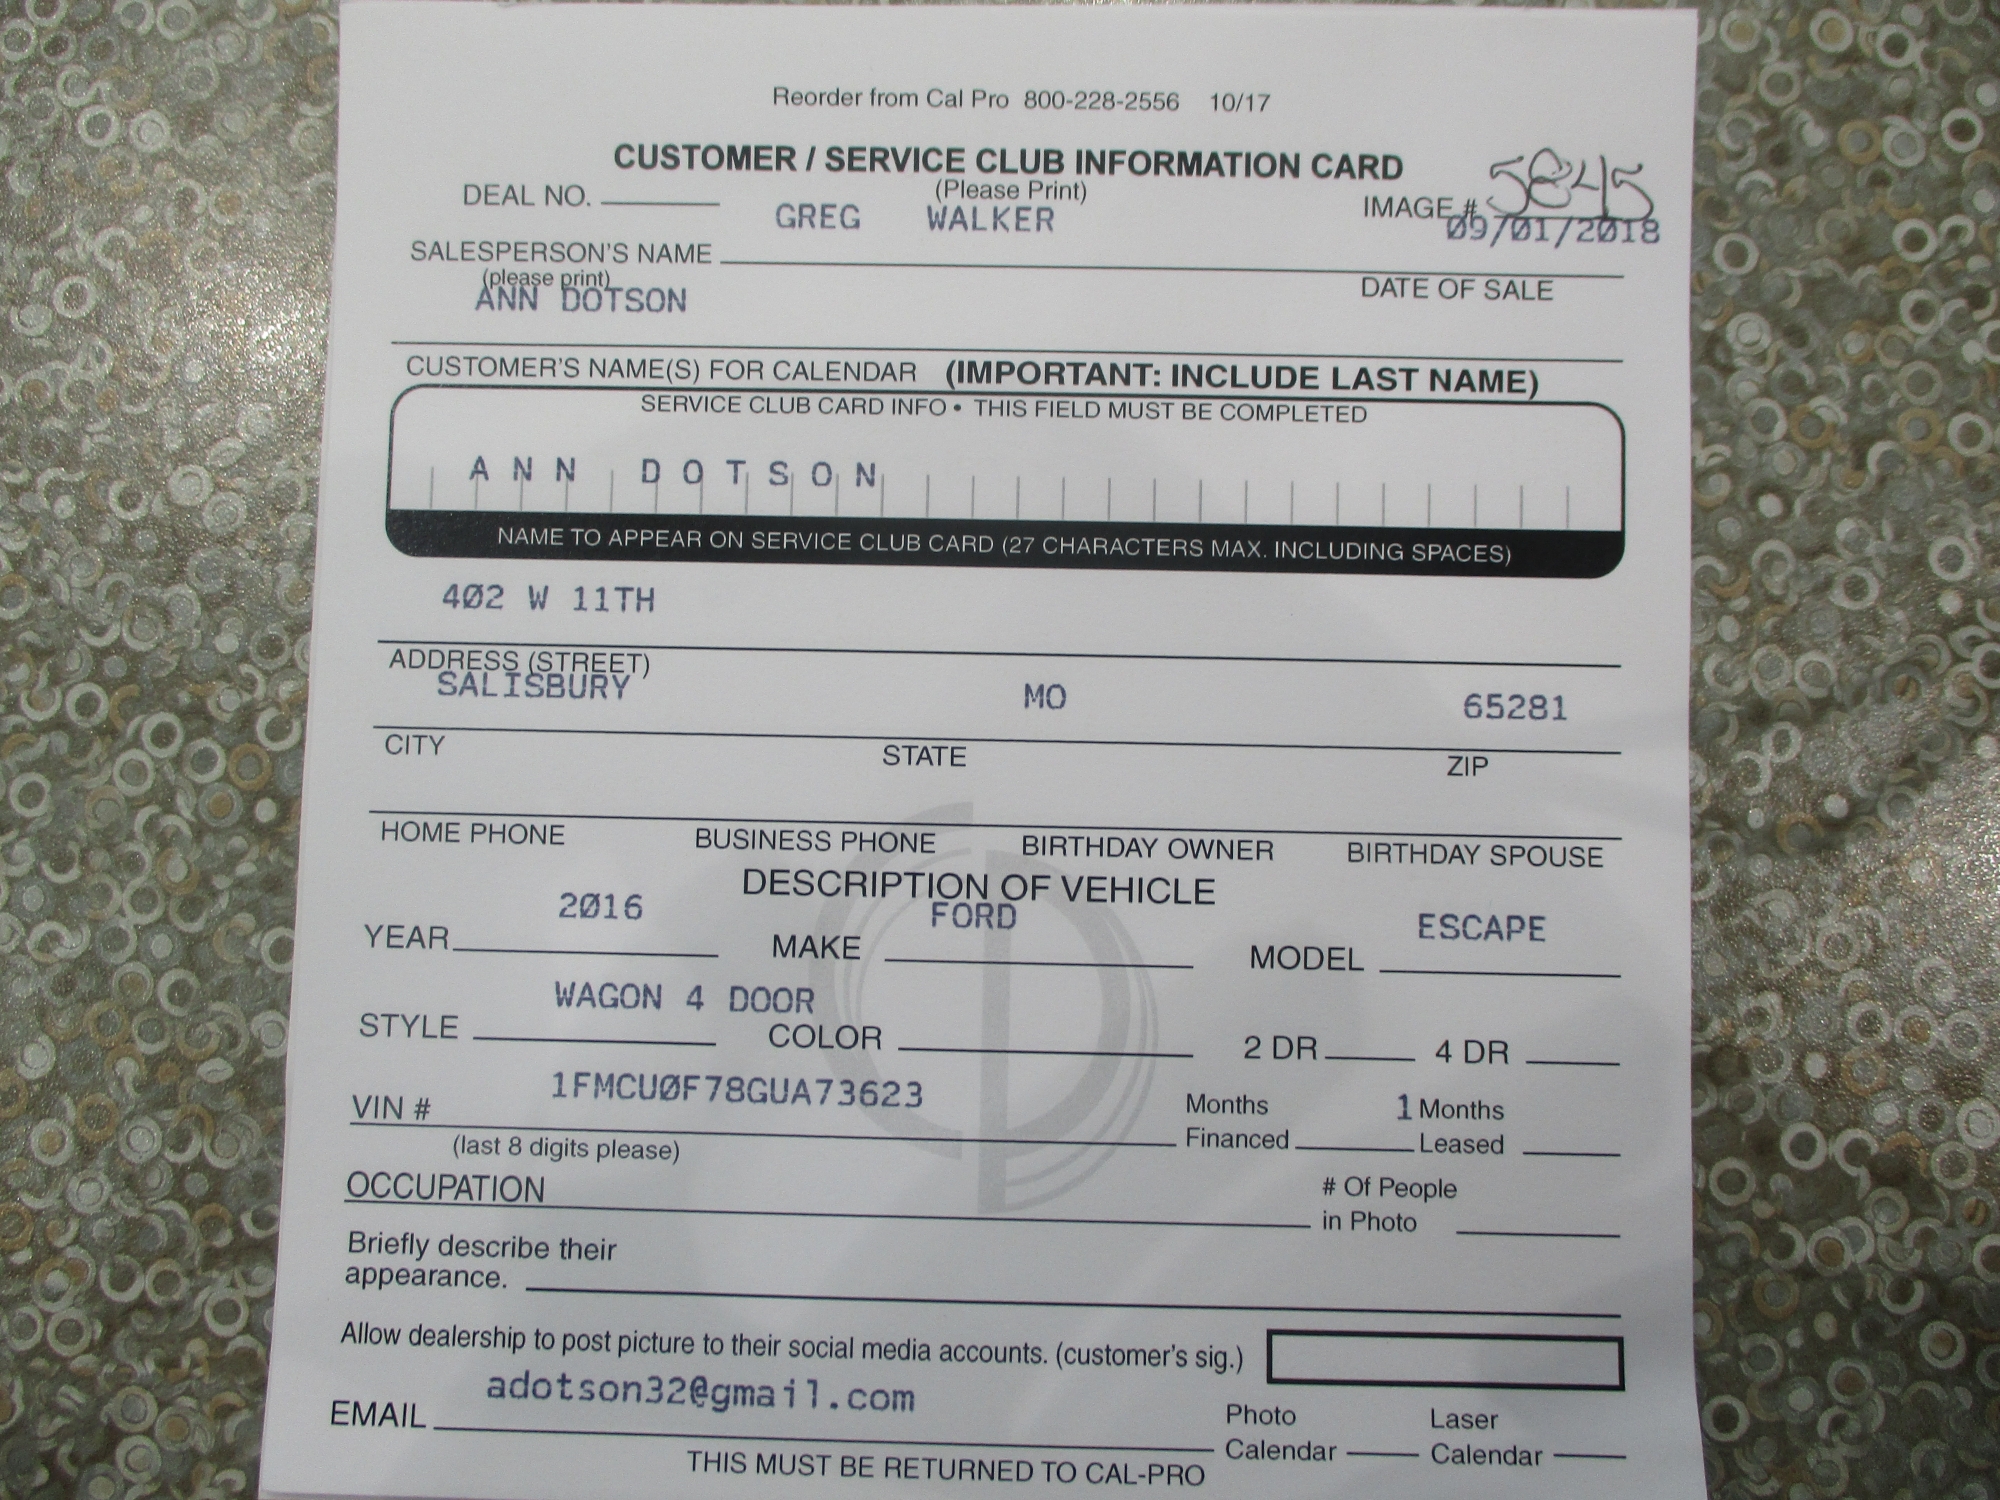 Reorder from Cal Pro 800-228-2556 10/17
CUSTOMER / SERVICE CLUB INFORMATION CARD
(Please Print)
DEAL NO.
IMAGE # 5845
GREG WALKER
09/01/2018
SALESPERSON'S NAME
(please print)
DATE OF SALE
ANN DOTSON
CUSTOMER'S NAME(S) FOR CALENDAR (IMPORTANT: INCLUDE LAST NAME)
SERVICE CLUB CARD INFO • THIS FIELD MUST BE COMPLETED
ANN DOTSON
NAME TO APPEAR ON SERVICE CLUB CARD (27 CHARACTERS MAX. INCLUDING SPACES)
402 W 11TH
ADDRESS (STREET)
SALISBURY MO 65281
CITY STATE ZIP
HOME PHONE BUSINESS PHONE BIRTHDAY OWNER BIRTHDAY SPOUSE
DESCRIPTION OF VEHICLE
2016 FORD ESCAPE
YEAR MAKE MODEL
WAGON 4 DOOR
STYLE COLOR 2 DR 4 DR
1FMCU0F78GUA73623
VIN #
(last 8 digits please)
Months Financed 1 Months Leased
OCCUPATION
# Of People in Photo
Briefly describe their
appearance.
Allow dealership to post picture to their social media accounts. (customer's sig.)
adotson32@gmail.com
EMAIL
Photo Calendar Laser Calendar
THIS MUST BE RETURNED TO CAL-PRO